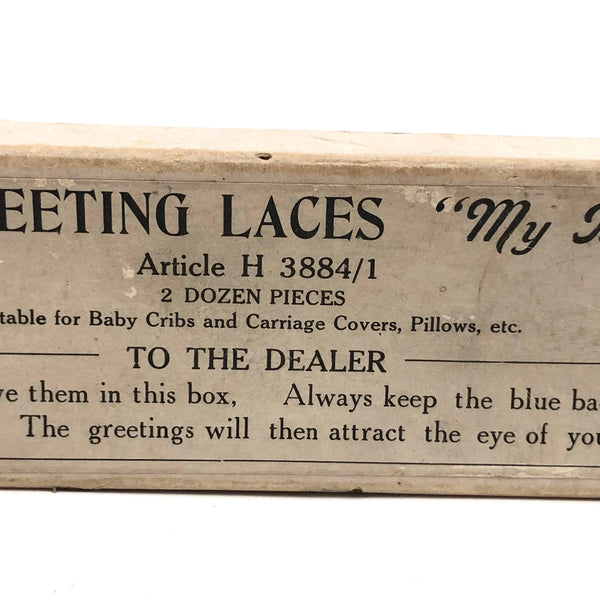 EETING LACES "My
Article H 3884/1
2 DOZEN PIECES
table for Baby Cribs and Carriage Covers, Pillows, etc.
TO THE DEALER
ve them in this box, Always keep the blue ba
The greetings will then attract the eye of you